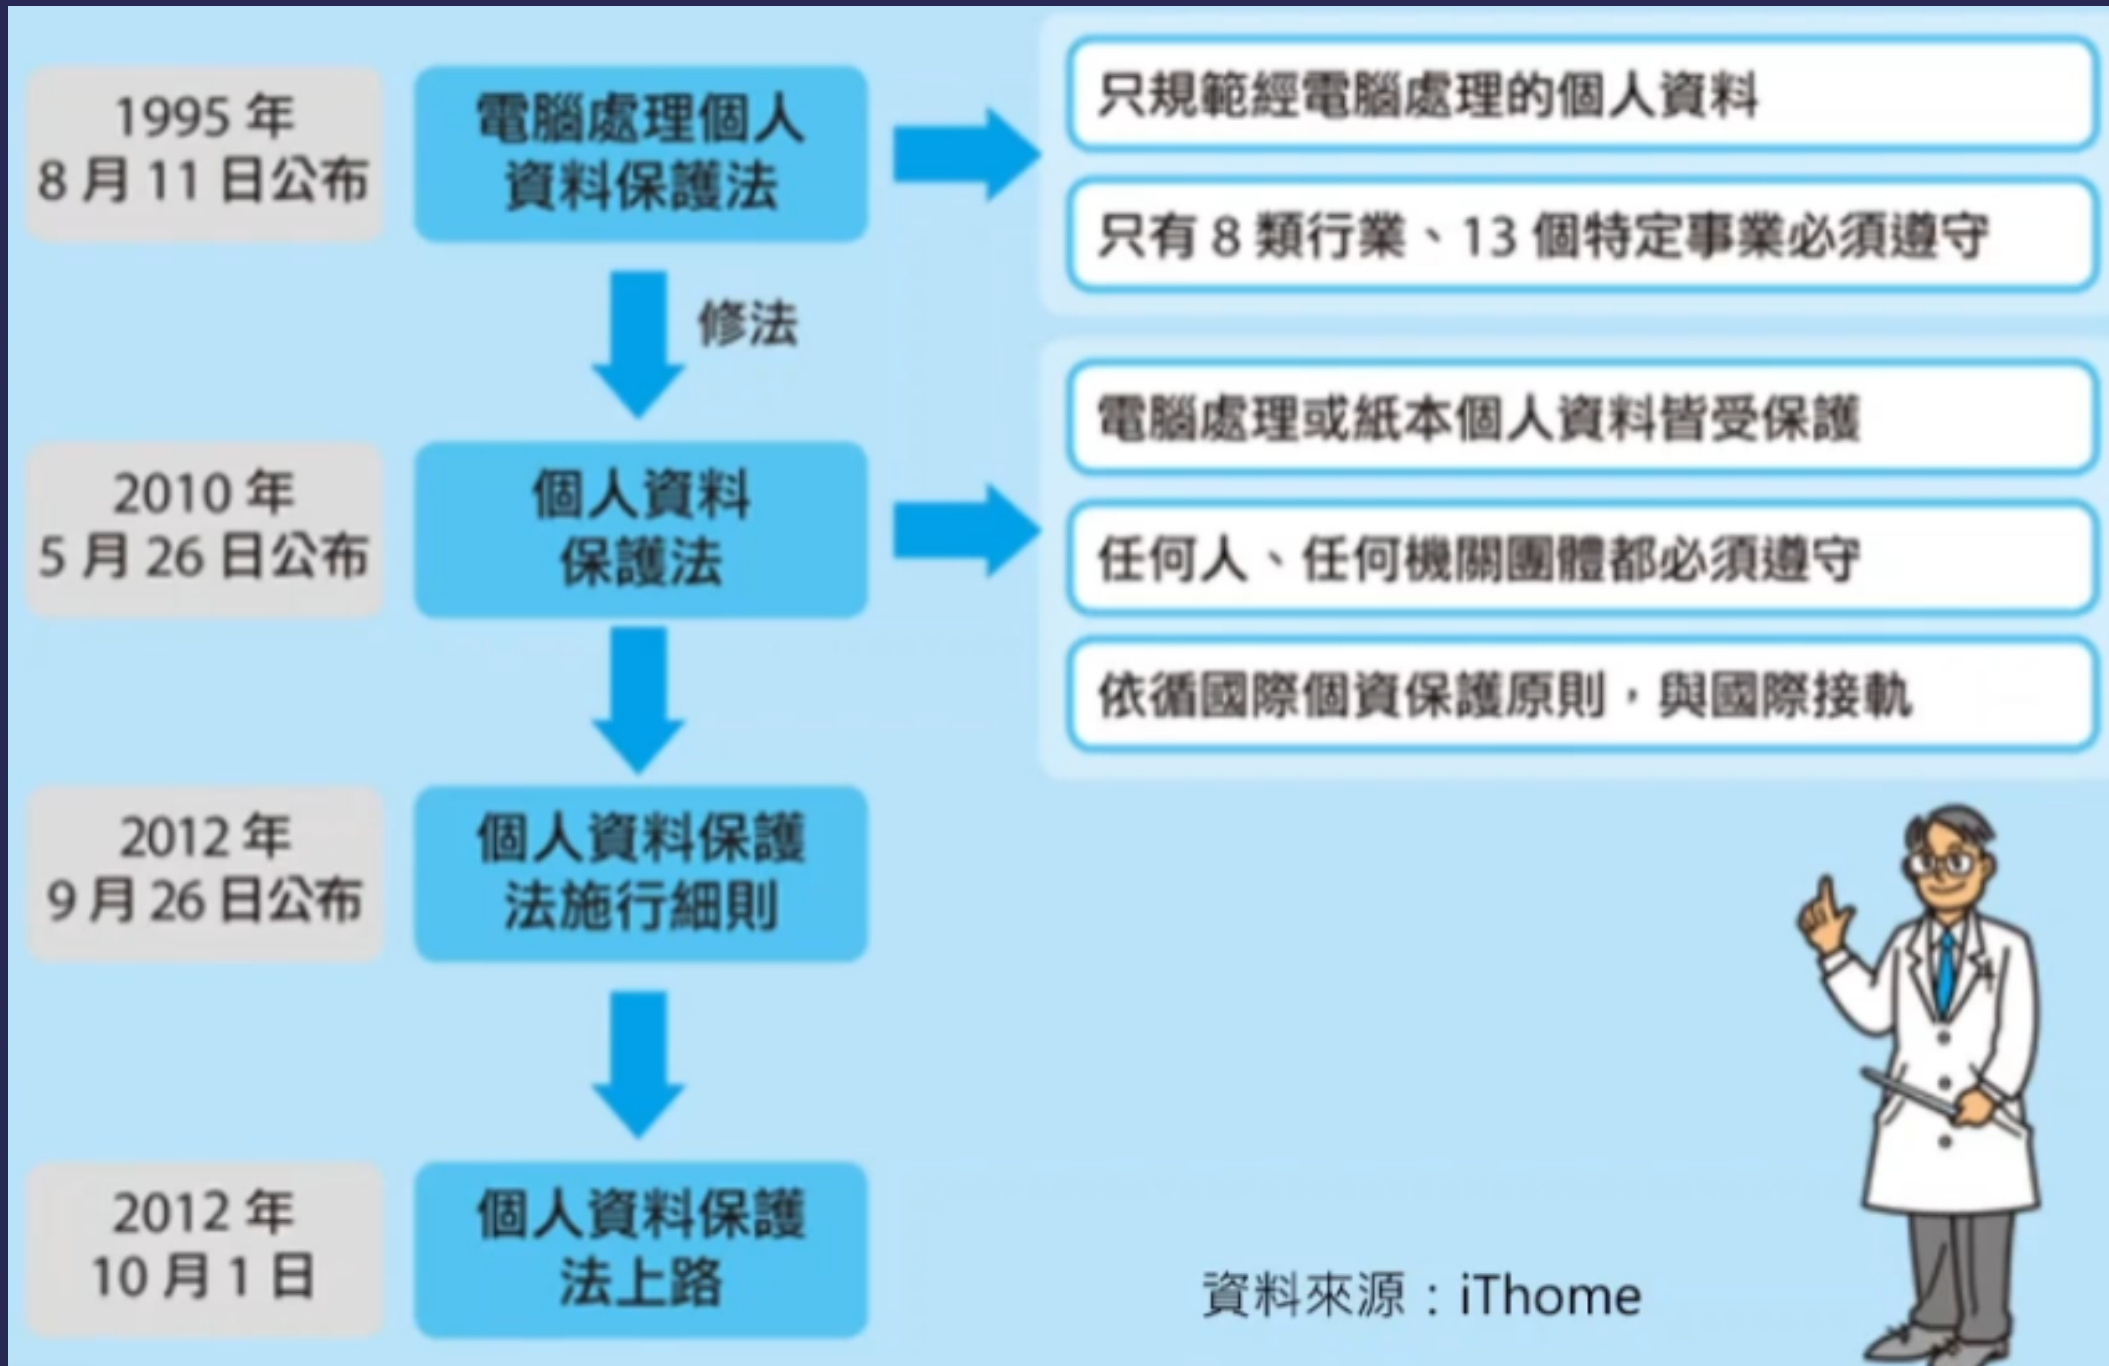 1995 年
8 月 11 日公布
電腦處理個人
資料保護法
只規範經電腦處理的個人資料
只有 8 類行業、13 個特定事業必須遵守
修法
2010 年
5 月 26 日公布
個人資料
保護法
電腦處理或紙本個人資料皆受保護
任何人、任何機關團體都必須遵守
依循國際個資保護原則，與國際接軌
2012 年
9 月 26 日公布
個人資料保護
法施行細則
2012 年
10 月 1 日
個人資料保護
法上路
資料來源：iThome